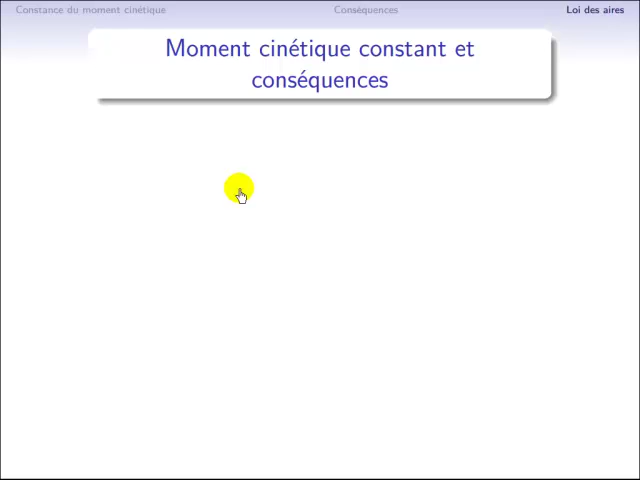 Constance du moment cinétique
Conséquences
Loi des aires
Moment cinétique constant et
conséquences